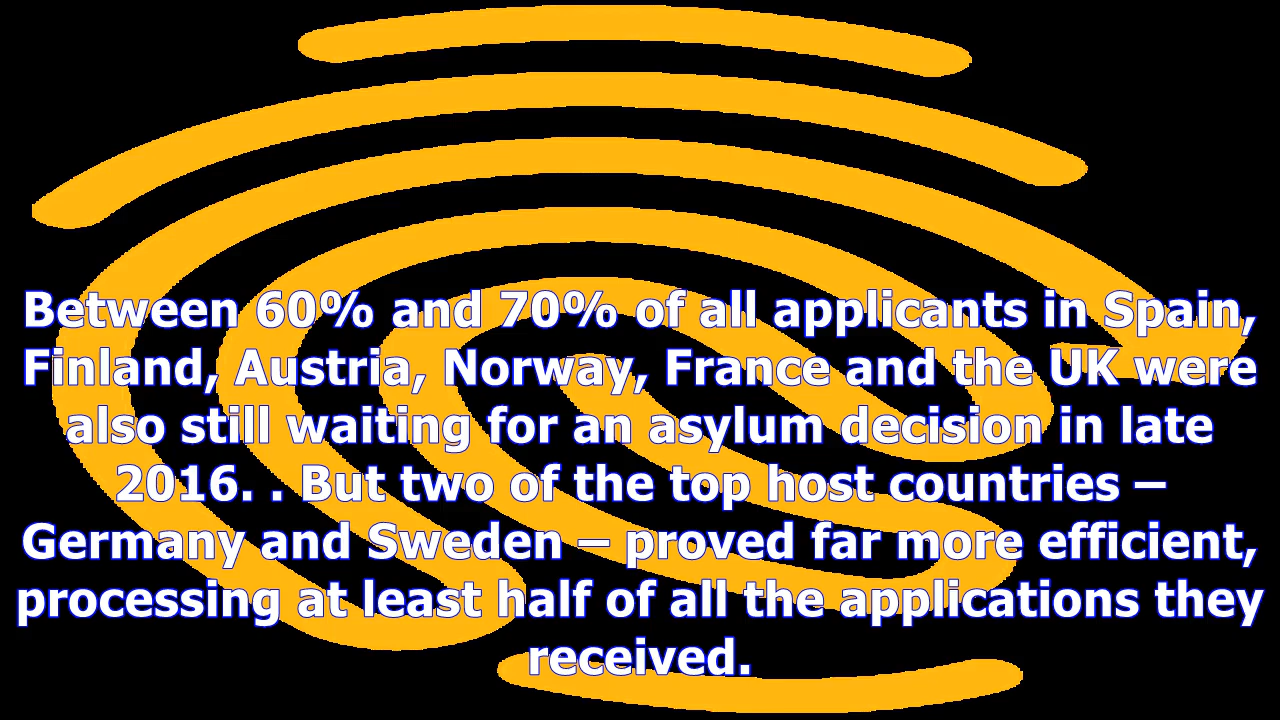 Between 60% and 70% of all applicants in Spain,
Finland, Austria, Norway, France and the UK were
also still waiting for an asylum decision in late
2016. . But two of the top host countries –
Germany and Sweden – proved far more efficient,
processing at least half of all the applications they
received.